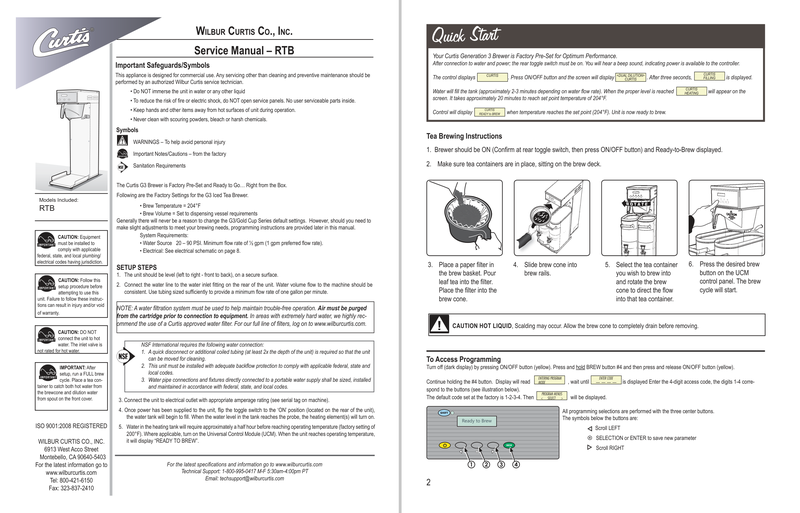 Curtis
WILBUR CURTIS CO., INC.
Service Manual – RTB
Important Safeguards/Symbols
This appliance is designed for commercial use. Any servicing other than cleaning and preventive maintenance should be
performed by an authorized Wilbur Curtis service technician.
• Do NOT immerse the unit in water or any other liquid
• To reduce the risk of fire or electric shock, do NOT open service panels. No user serviceable parts inside.
• Keep hands and other items away from hot surfaces of unit during operation.
• Never clean with scouring powders, bleach or harsh chemicals.
Symbols
WARNINGS – To help avoid personal injury
Important Notes/Cautions – from the factory
Sanitation Requirements
The Curtis G3 Brewer is Factory Pre-Set and Ready to Go... Right from the Box.
Following are the Factory Settings for the G3 Iced Tea Brewer.
• Brew Temperature = 204°F
• Brew Volume = Set to dispensing vessel requirements
Generally there will never be a reason to change the G3/Gold Cup Series default settings. However, should you need to
make slight adjustments to meet your brewing needs, programming instructions are provided later in this manual.
System Requirements:
• Water Source 20 – 90 PSI, Minimum flow rate of ½ gpm (1 gpm preferred flow rate).
• Electrical: See electrical schematic on page 8.
SETUP STEPS
1. The unit should be level (left to right - front to back), on a secure surface.
2. Connect the water line to the water inlet fitting on the rear of the unit. Water volume flow to the machine should be
consistent. Use tubing sized sufficiently to provide a minimum flow rate of one gallon per minute.
NOTE: A water filtration system must be used to help maintain trouble-free operation. Air must be purged
from the cartridge prior to connection to equipment. In areas with extremely hard water, we highly rec-
ommend the use of a Curtis approved water filter. For our full line of filters, log on to www.wilburcurtis.com.
NSF
NSF International requires the following water connection:
1. A quick disconnect or additional coiled tubing (at least 2x the depth of the unit) is required so that the unit
can be moved for cleaning.
2. This unit must be installed with adequate backflow protection to comply with applicable federal, state and
local codes.
3. Water pipe connections and fixtures directly connected to a portable water supply shall be sized, installed
and maintained in accordance with federal, state, and local codes.
3. Connect the unit to electrical outlet with appropriate amperage rating (see serial tag on machine).
4. Once power has been supplied to the unit, flip the toggle switch to the 'ON' position (located on the rear of the unit),
the water tank will begin to fill. When the water level in the tank reaches the probe, the heating element(s) will turn on.
5. Water in the heating tank will require approximately a half hour before reaching operating temperature (factory setting of
200°F). Where applicable, turn on the Universal Control Module (UCM). When the unit reaches operating temperature,
it will display "READY TO BREW".
For the latest specifications and information go to www.wilburcurtis.com
Technical Support: 1-800-995-0417 M-F 5:30am-4:00pm PT
Email: techsupport@wilburcurtis.com
Models Included:
RTB
CAUTION: Equipment
must be installed to
comply with applicable
federal, state, and local plumbing/
electrical codes having jurisdiction.
CAUTION: Follow this
setup procedure before
attempting to use this
unit. Failure to follow these instruc-
tions can result in injury and/or void
of warranty.
CAUTION: DO NOT
connect the unit to hot
water. The inlet valve is
not rated for hot water.
IMPORTANT: After
setup, run a FULL brew
cycle. Place a tea con-
tainer to catch both hot water from
the brewcone and dilution water
from spout on the front cover.
ISO 9001:2008 REGISTERED
WILBUR CURTIS CO., INC.
6913 West Acco Street
Montebello, CA 90640-5403
For the latest information go to
www.wilburcurtis.com
Tel: 800-421-6150
Fax: 323-837-2410
Quick Start
Your Curtis Generation 3 Brewer is Factory Pre-Set for Optimum Performance.
After connection to water and power; the rear toggle switch must be on. You will hear a beep sound, indicating power is available to the controller.
The control displays CURTIS . Press ON/OFF button and the screen will display <DUAL DILUTION> CURTIS . After three seconds, CURTIS FILLING is displayed.
Water will fill the tank (approximately 2-3 minutes depending on water flow rate). When the proper level is reached CURTIS HEATING will appear on the
screen. It takes approximately 20 minutes to reach set point temperature of 204°F.
Control will display CURTIS READY to BREW when temperature reaches the set point (204°F). Unit is now ready to brew.
Tea Brewing Instructions
1. Brewer should be ON (Confirm at rear toggle switch, then press ON/OFF button) and Ready-to-Brew displayed.
2. Make sure tea containers are in place, sitting on the brew deck.
3. Place a paper filter in
the brew basket. Pour
leaf tea into the filter.
Place the filter into the
brew cone.
4. Slide brew cone into
brew rails.
5. Select the tea container
you wish to brew into
and rotate the brew
cone to direct the flow
into that tea container.
6. Press the desired brew
button on the UCM
control panel. The brew
cycle will start.
CAUTION HOT LIQUID, Scalding may occur. Allow the brew cone to completely drain before removing.
To Access Programming
Turn off (dark display) by pressing ON/OFF button (yellow). Press and hold BREW button #4 and then press and release ON/OFF button (yellow).
Continue holding the #4 button. Display will read ENTERING PROGRAM MODE , wait until ENTER CODE is displayed Enter the 4-digit access code, the digits 1-4 corre-
spond to the buttons (see illustration below).
The default code set at the factory is 1-2-3-4. Then PROGRAM MENUS < SELECT > will be displayed.
Ready to Brew
1 2 3 4
All programming selections are performed with the three center buttons.
The symbols below are:
Scroll LEFT
SELECTION or ENTER to save new parameter
Scroll RIGHT
2